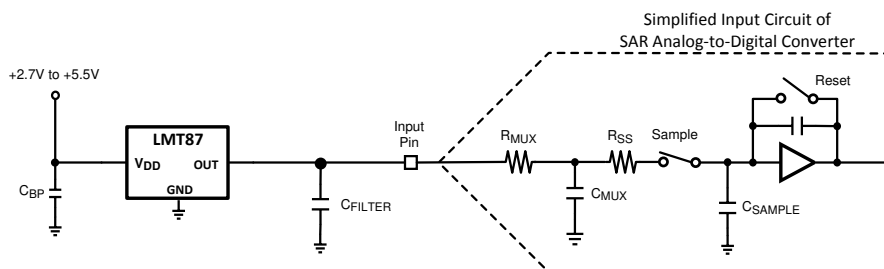 Simplified Input Circuit of
SAR Analog-to-Digital Converter
+2.7V to +5.5V
Reset
LMT87
Input
Pin
RMUX
RSS
Sample
VDD
OUT
GND
CBP
CFILTER
CMUX
CSAMPLE